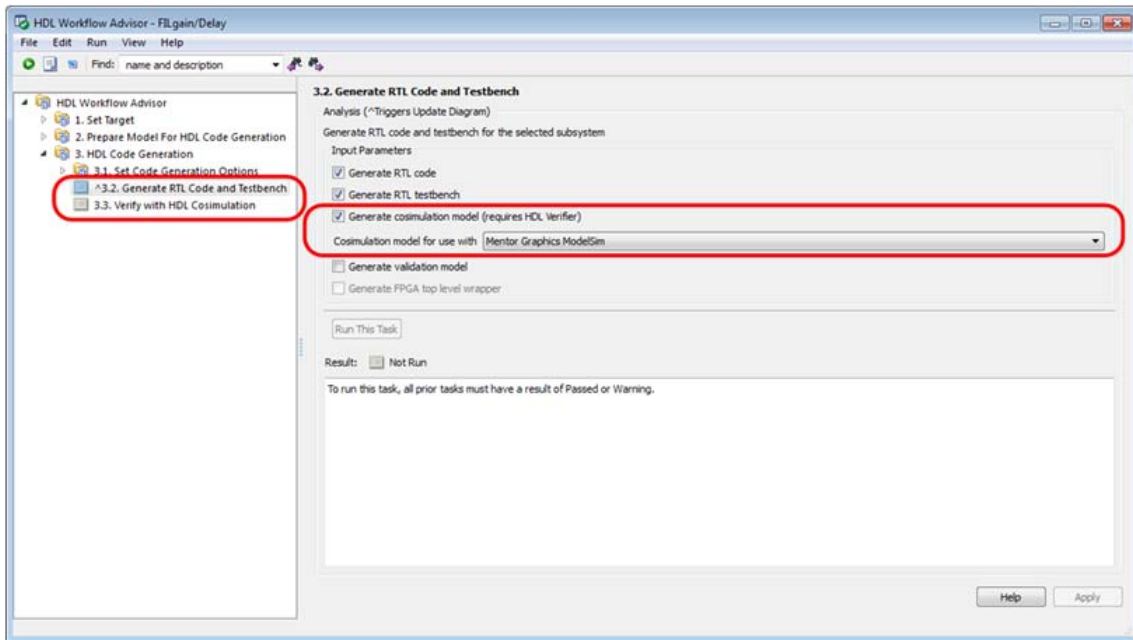 HDL Workflow Advisor - FILgain/Delay
File Edit Run View Help
Find: name and description
HDL Workflow Advisor
1. Set Target
2. Prepare Model For HDL Code Generation
3. HDL Code Generation
3.1. Set Code Generation Options
^3.2. Generate RTL Code and Testbench
3.3. Verify with HDL Cosimulation
3.2. Generate RTL Code and Testbench
Analysis (^Triggers Update Diagram)
Generate RTL code and testbench for the selected subsystem
Input Parameters
Generate RTL code
Generate RTL testbench
Generate cosimulation model (requires HDL Verifier)
Cosimulation model for use with Mentor Graphics ModelSim
Generate validation model
Generate FPGA top level wrapper
Run This Task
Result: Not Run
To run this task, all prior tasks must have a result of Passed or Warning.
Help Apply